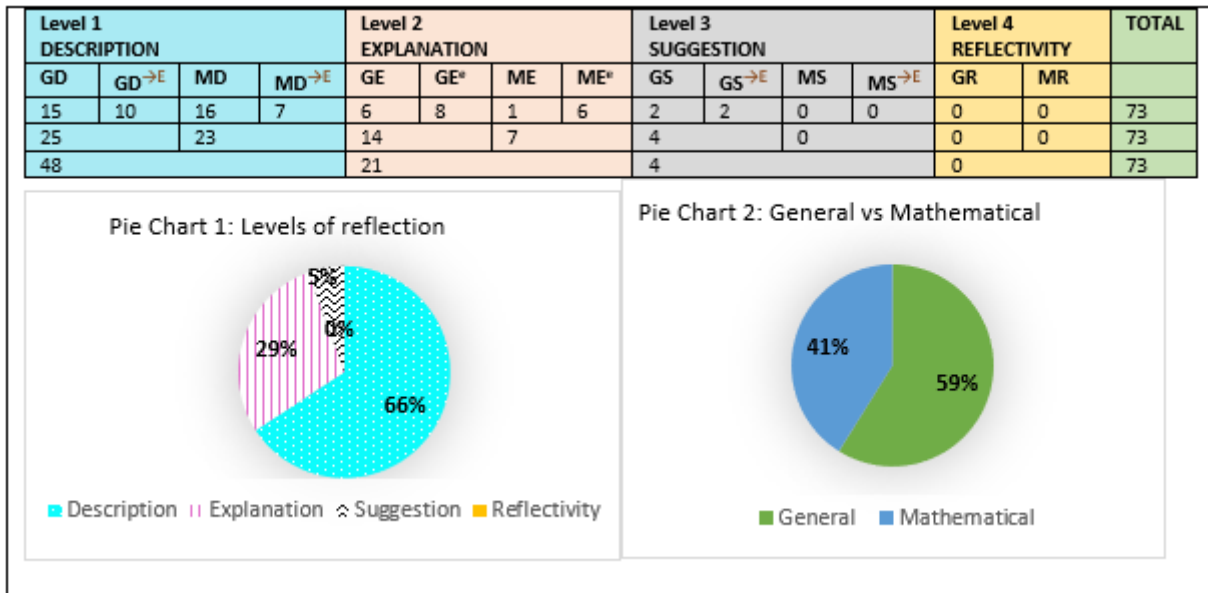 Level 1 Level 2 Level 3 Level 4 TOTAL
DESCRIPTION EXPLANATION SUGGESTION REFLECTIVITY
GD GD→E MD MD→E GE GEe ME MEe GS GS→E MS MS→E GR MR
15 10 16 7 6 8 1 6 2 2 0 0 0 0 73
25 23 14 7 4 0 0 0 73
48 21 4 0 73
Pie Chart 1: Levels of reflection
5%
0%
29%
66%
Description Explanation Suggestion Reflectivity
Pie Chart 2: General vs Mathematical
41%
59%
General Mathematical